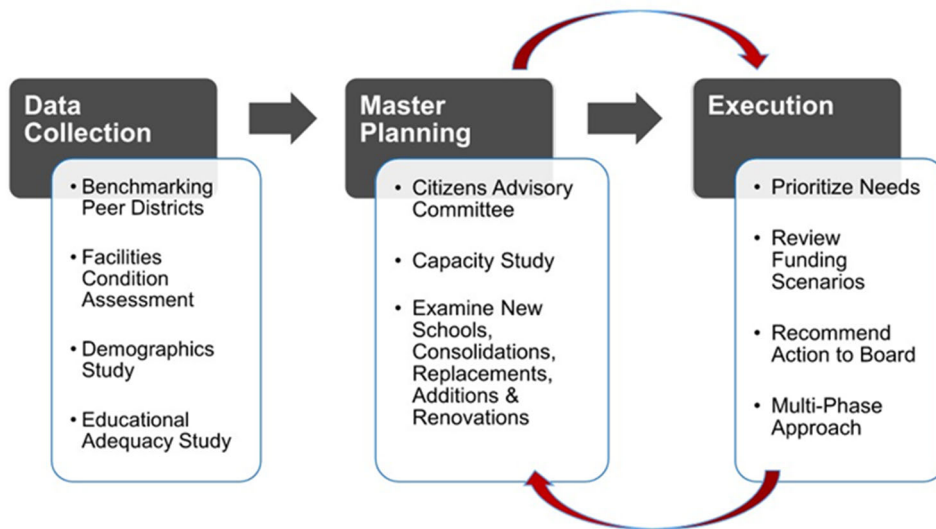 Data
Collection
• Benchmarking
Peer Districts
• Facilities
Condition
Assessment
• Demographics
Study
• Educational
Adequacy Study
Master
Planning
• Citizens Advisory
Committee
• Capacity Study
• Examine New
Schools,
Consolidations,
Replacements,
Additions &
Renovations
Execution
• Prioritize Needs
• Review
Funding
Scenarios
• Recommend
Action to Board
• Multi-Phase
Approach